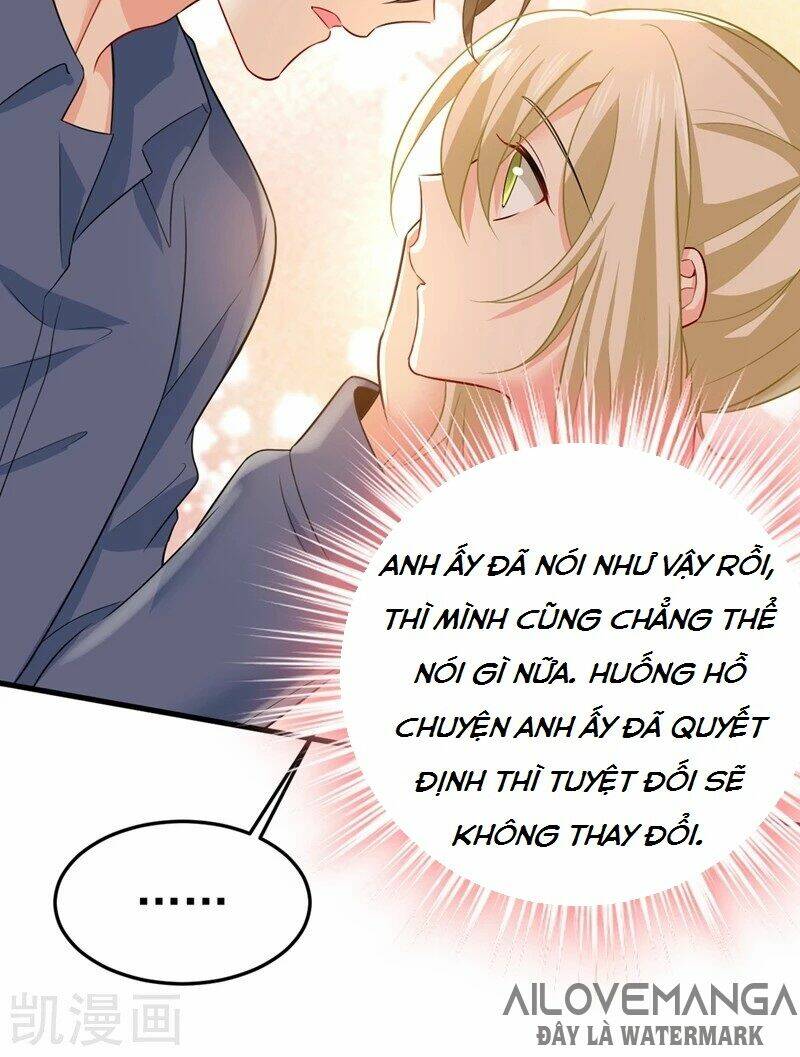 ANH ẤY ĐÃ NÓI NHƯ VẬY RỒI,
THÌ MÌNH CŨNG CHẲNG THỂ
NÓI GÌ NỮA. HUỐNG HỒ
CHUYỆN ANH ẤY ĐÃ QUYẾT
ĐỊNH THÌ TUYỆT ĐỐI SẼ
KHÔNG THAY ĐỔI.
......
凯漫画
AILOVEMANGA
ĐÂY LÀ WATERMARK